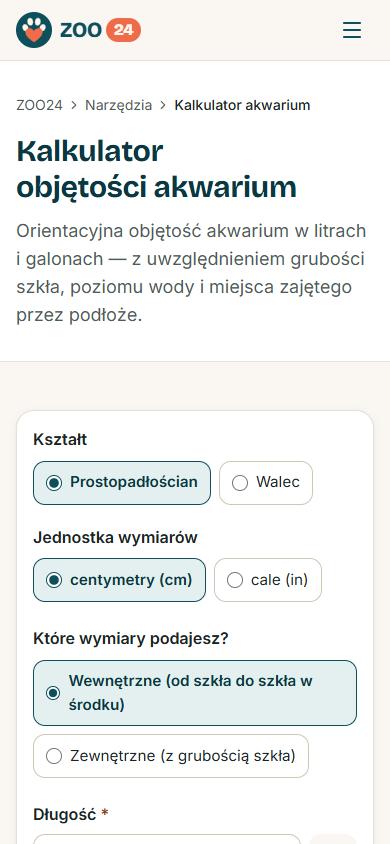 ZOO 24
ZOO24 > Narzędzia > Kalkulator akwarium
Kalkulator
objętości akwarium
Orientacyjna objętość akwarium w litrach
i galonach — z uwzględnieniem grubości
szkła, poziomu wody i miejsca zajętego
przez podłoże.
Kształt
Prostopadłościan
Walec
Jednostka wymiarów
centymetry (cm)
cale (in)
Które wymiary podajesz?
Wewnętrzne (od szkła do szkła w
środku)
Zewnętrzne (z grubością szkła)
Długość *